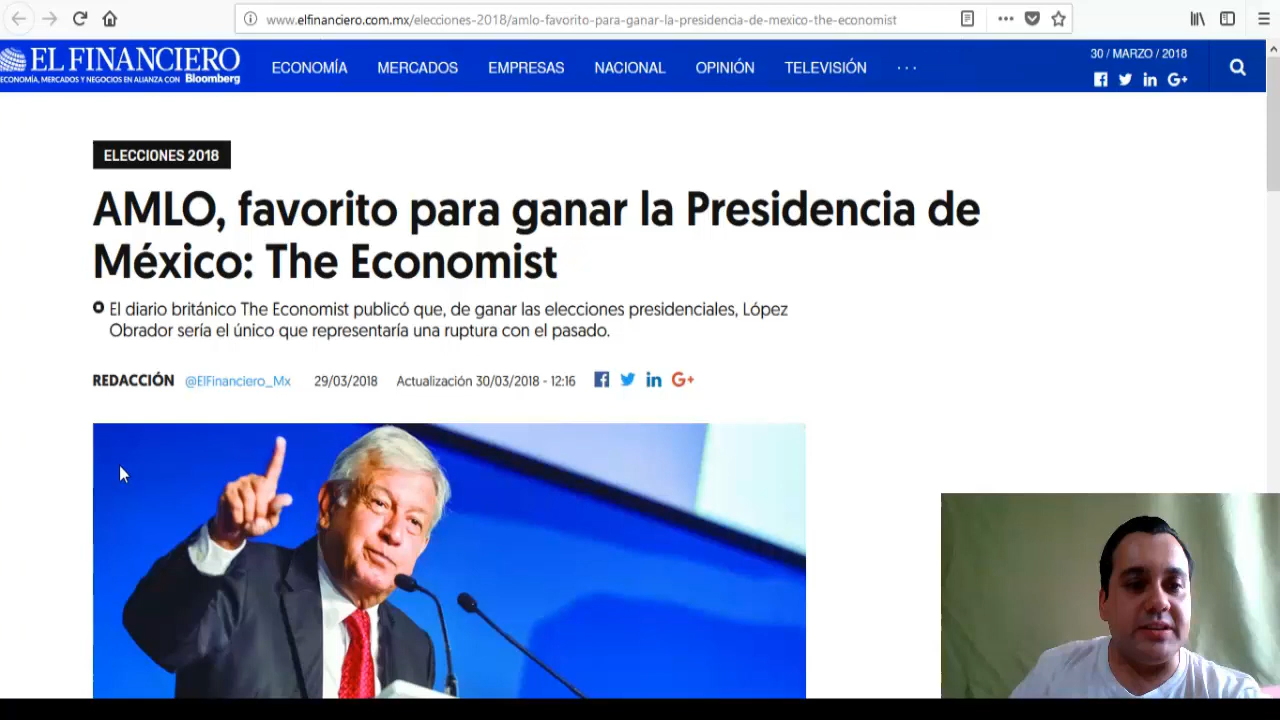 www.elfinanciero.com.mx/elecciones-2018/amlo-favorito-para-ganar-la-presidencia-de-mexico-the-economist
EL FINANCIERO
ECONOMÍA, MERCADOS Y NEGOCIOS EN ALIANZA CON Bloomberg
ECONOMÍA MERCADOS EMPRESAS NACIONAL OPINIÓN TELEVISIÓN ...
30 / MARZO / 2018
ELECCIONES 2018
AMLO, favorito para ganar la Presidencia de
México: The Economist
El diario británico The Economist publicó que, de ganar las elecciones presidenciales, López
Obrador sería el único que representaría una ruptura con el pasado.
REDACCIÓN @ElFinanciero_Mx 29/03/2018 Actualización 30/03/2018 - 12:16